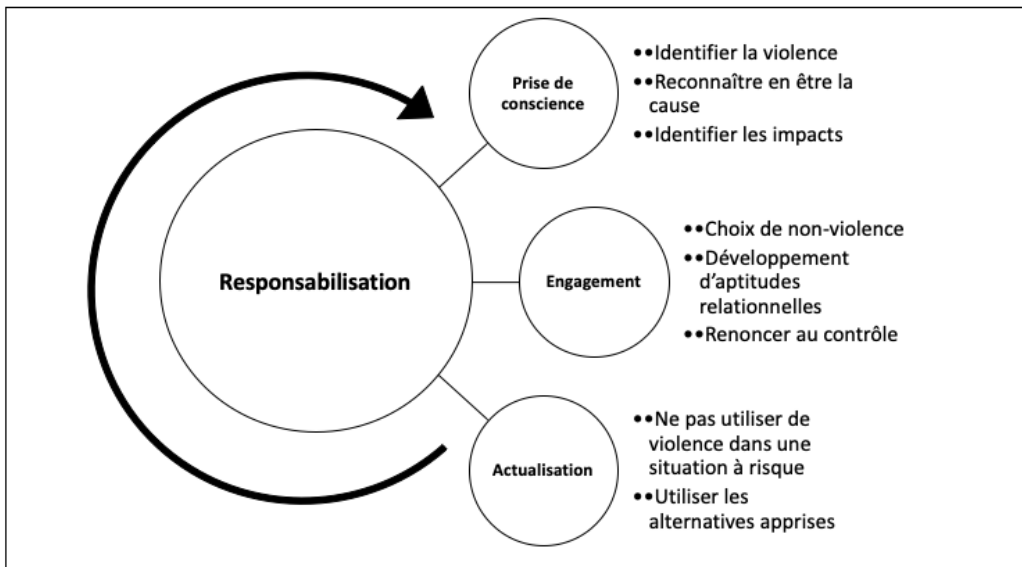 Prise de
conscience
••Identifier la violence
••Reconnaître en être la
cause
••Identifier les impacts
Responsabilisation
Engagement
••Choix de non-violence
••Développement
d'aptitudes
relationnelles
••Renoncer au contrôle
Actualisation
••Ne pas utiliser de
violence dans une
situation à risque
••Utiliser les
alternatives apprises